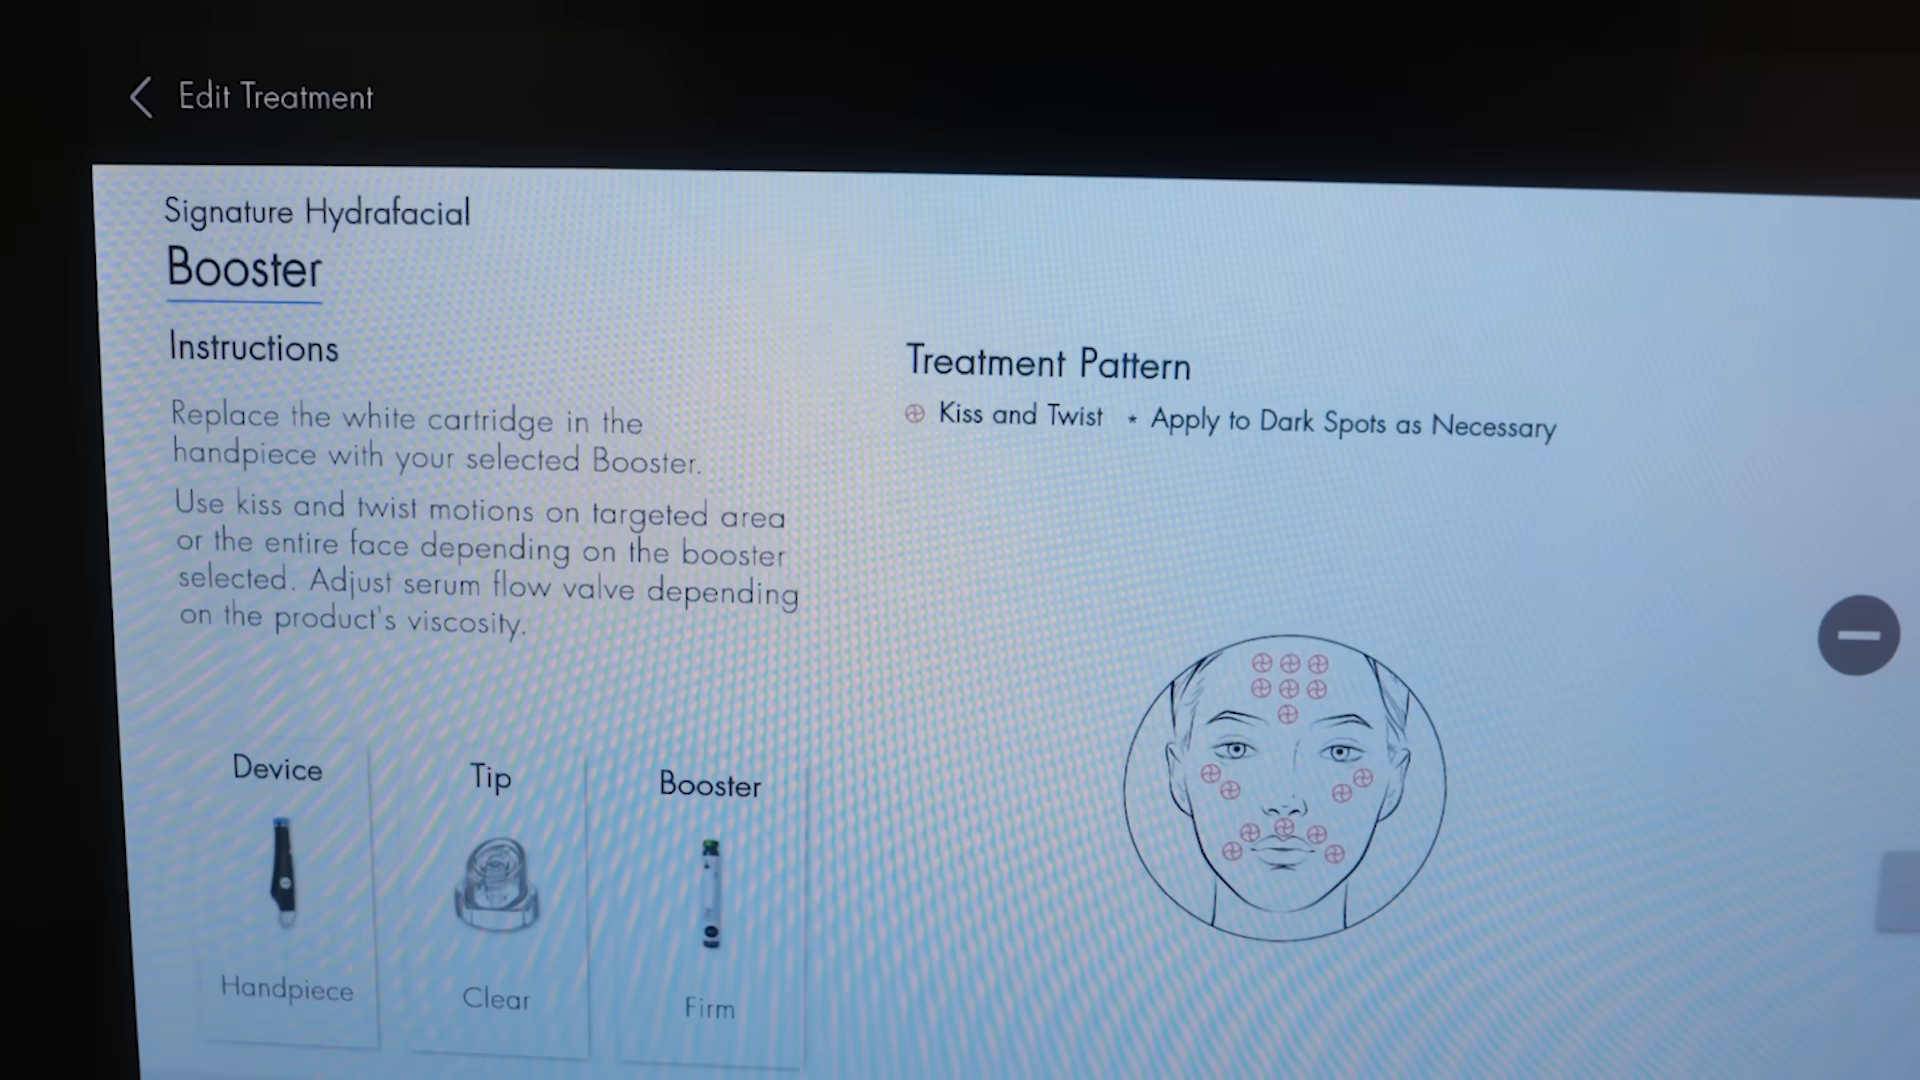 Edit Treatment
Signature Hydrafacial
Booster
Instructions
Replace the white cartridge in the
handpiece with your selected Booster.
Use kiss and twist motions on targeted area
or the entire face depending on the booster
selected. Adjust serum flow valve depending
on the product's viscosity.
Treatment Pattern
Kiss and Twist * Apply to Dark Spots as Necessary
Device
Handpiece
Tip
Clear
Booster
Firm